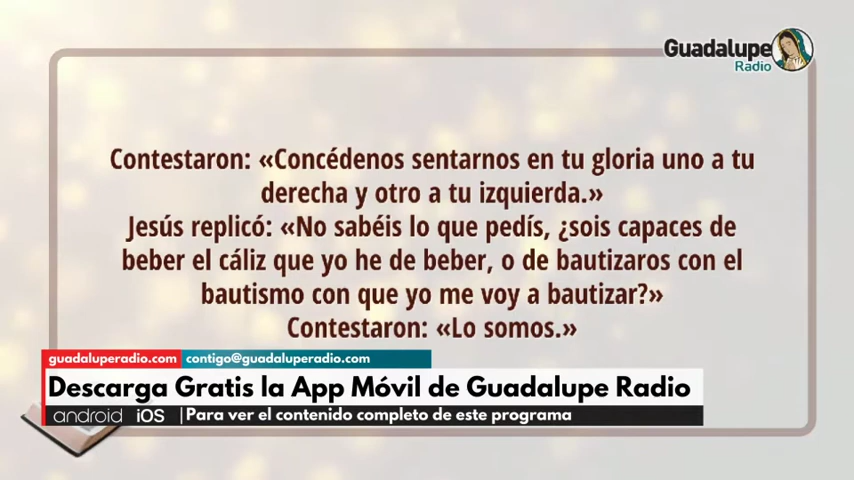 Guadalupe
Radio
Contestaron: «Concédenos sentarnos en tu gloria uno a tu
derecha y otro a tu izquierda.»
Jesús replicó: «No sabéis lo que pedís, ¿sois capaces de
beber el cáliz que yo he de beber, o de bautizaros con el
bautismo con que yo me voy a bautizar?»
Contestaron: «Lo somos.»
guadaluperadio.com contigo@guadaluperadio.com
Descarga Gratis la App Móvil de Guadalupe Radio
android iOS | Para ver el contenido completo de este programa